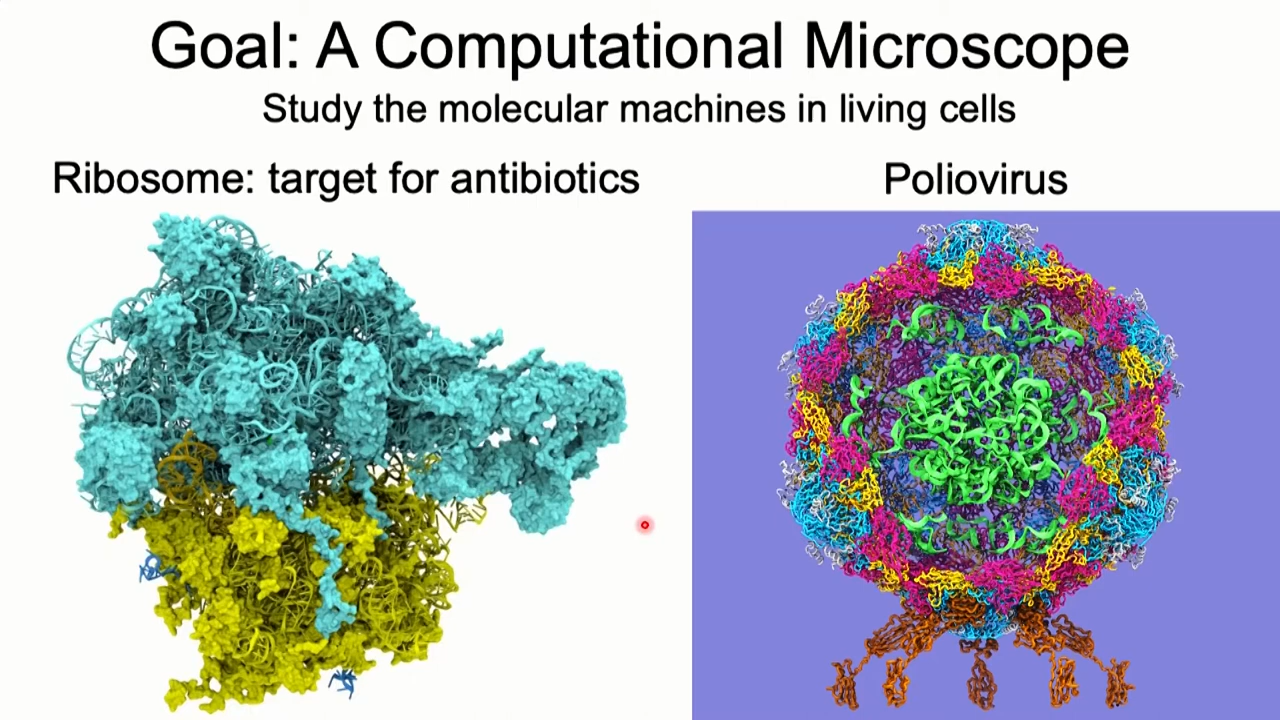 Goal: A Computational Microscope
Study the molecular machines in living cells
Ribosome: target for antibiotics
Poliovirus